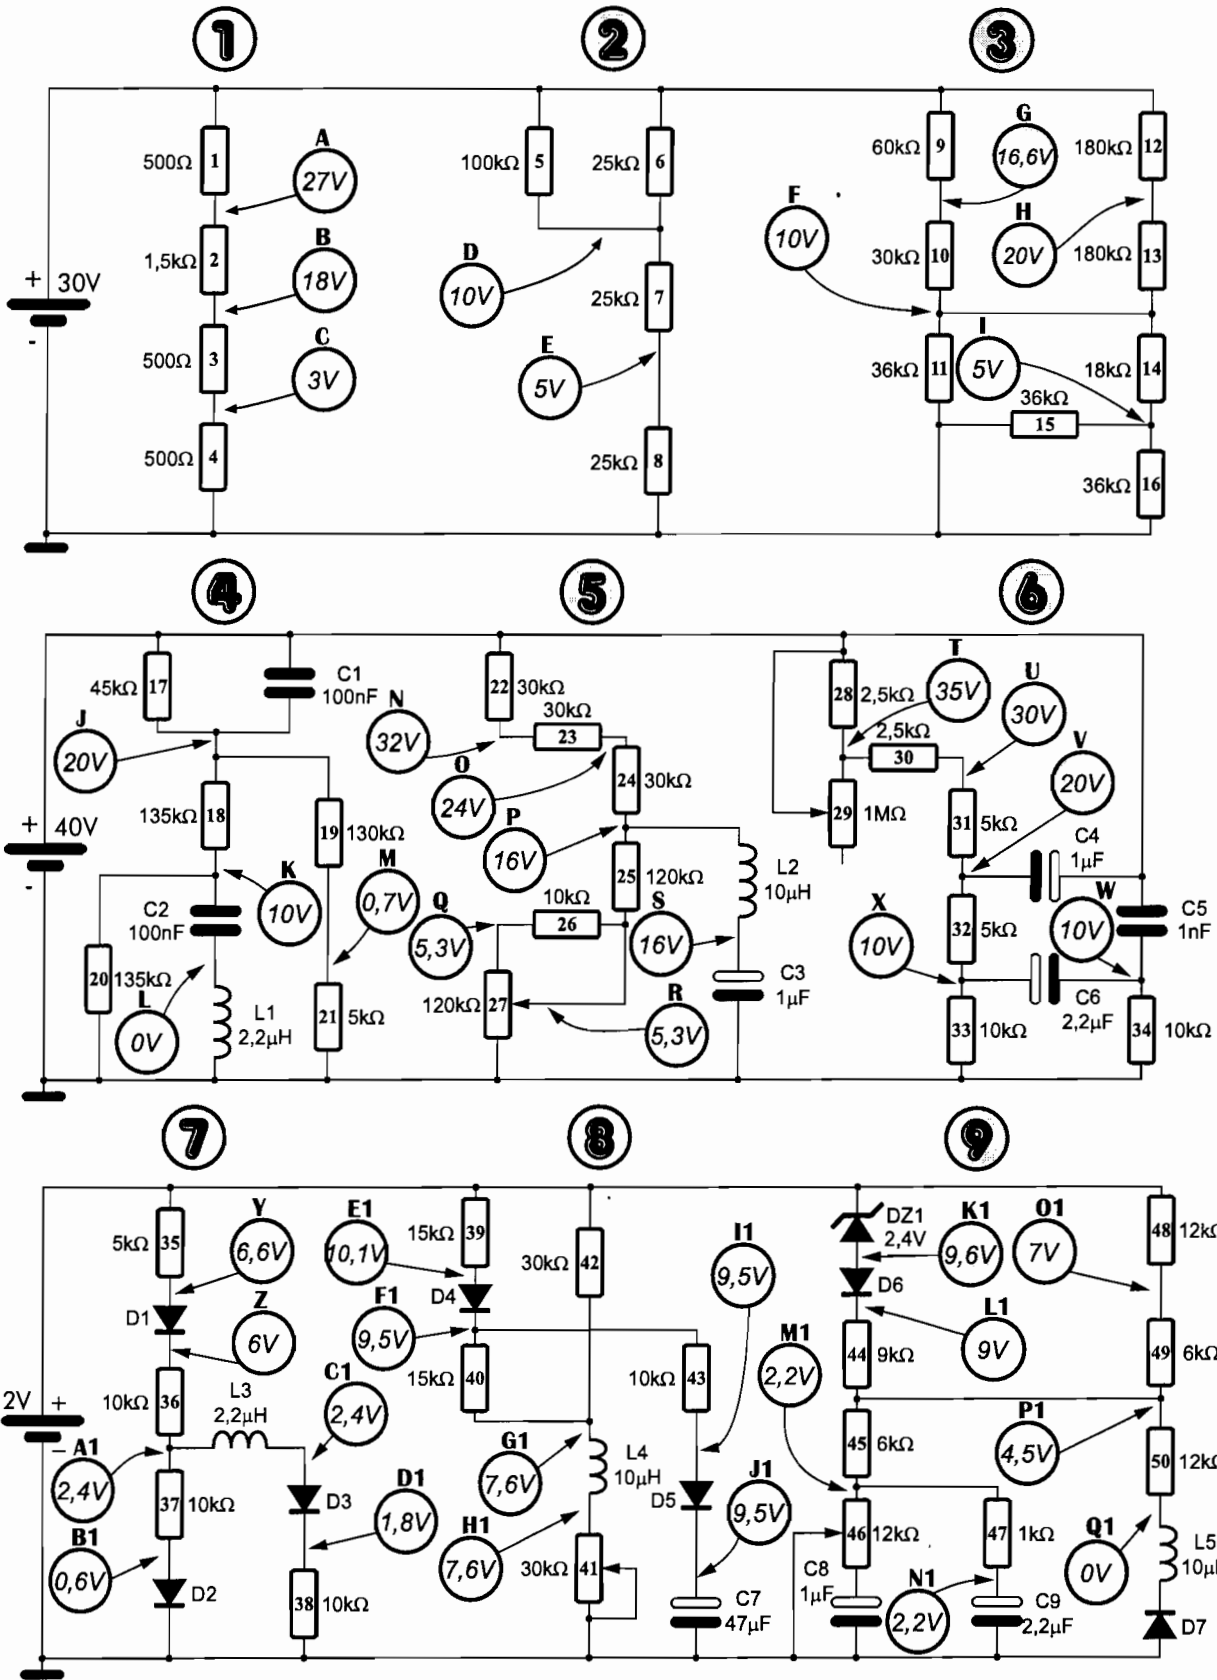 1
2
3
30V
+
-
500Ω 1
A
27V
1,5kΩ 2
B
18V
500Ω 3
C
3V
500Ω 4
100kΩ 5
25kΩ 6
D
10V
25kΩ 7
E
5V
25kΩ 8
60kΩ 9
G
16,6V
180kΩ 12
F
10V
30kΩ 10
H
20V
180kΩ 13
36kΩ 11
I
5V
18kΩ 14
36kΩ
15
36kΩ 16
4
5
6
+ 40V
-
45kΩ 17
C1
100nF
J
20V
135kΩ 18
19 130kΩ
K
10V
M
0,7V
C2
100nF
20 135kΩ
L
0V
L1
2,2µH
21 5kΩ
22 30kΩ
N
32V
30kΩ
23
O
24V
24 30kΩ
P
16V
25 120kΩ
L2
10µH
Q
5,3V
10kΩ
26
S
16V
120kΩ 27
R
5,3V
C3
1µF
28 2,5kΩ
T
35V
U
30V
2,5kΩ
30
V
20V
29 1MΩ
31 5kΩ
C4
1µF
X
10V
32 5kΩ
W
10V
C5
1nF
33 10kΩ
C6
2,2µF
34 10kΩ
7
8
9
2V +
−
5kΩ 35
Y
6,6V
D1
Z
6V
10kΩ 36
L3
2,2µH
C1
2,4V
A1
2,4V
37 10kΩ
D3
D1
1,8V
B1
0,6V
D2
38 10kΩ
E1
10,1V
15kΩ 39
30kΩ 42
D4
F1
9,5V
15kΩ 40
10kΩ 43
I1
9,5V
G1
7,6V
L4
10µH
D5
J1
9,5V
H1
7,6V
30kΩ 41
C7
47µF
DZ1
2,4V
K1
9,6V
O1
7V
48 12kΩ
D6
L1
9V
M1
2,2V
44 9kΩ
49 6kΩ
45 6kΩ
P1
4,5V
50 12kΩ
46 12kΩ
47 1kΩ
Q1
0V
L5
10µH
C8
1µF
N1
2,2V
C9
2,2µF
D7